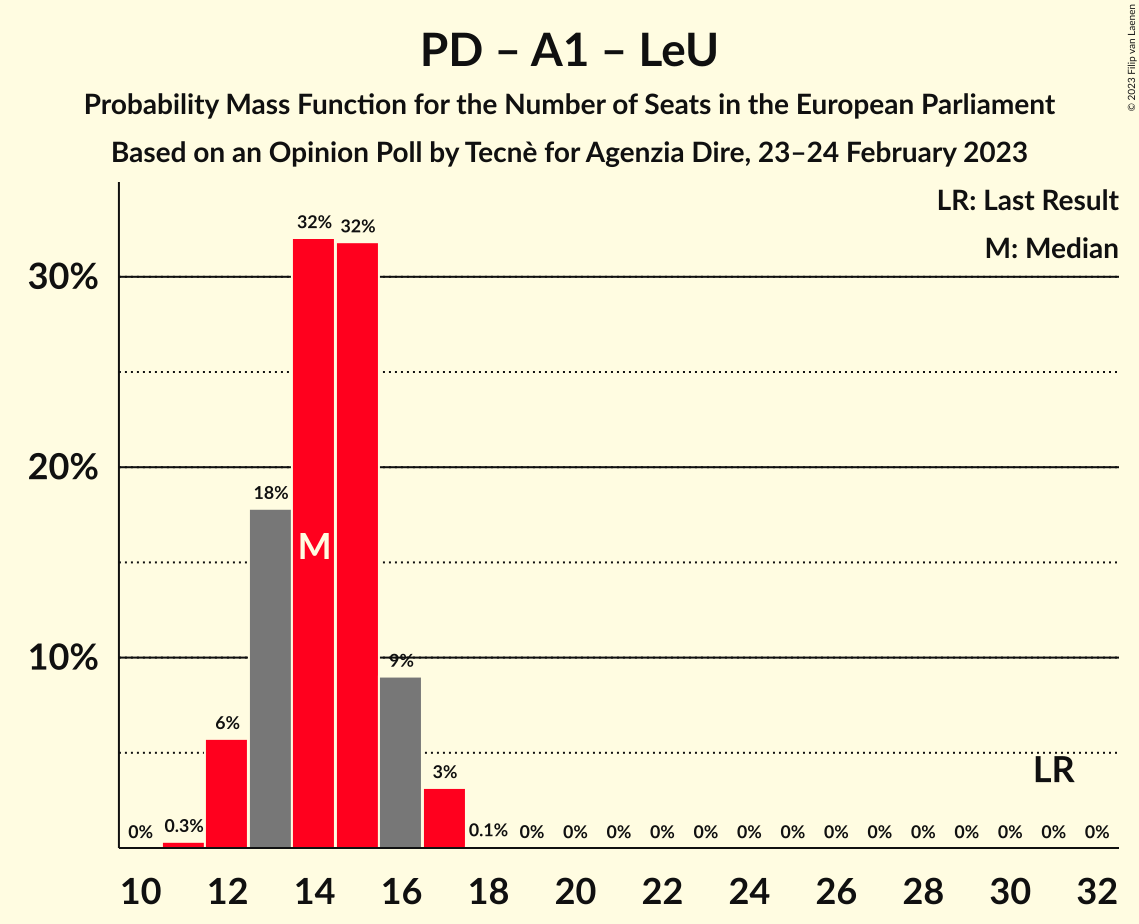 PD – A1 – LeU
Probability Mass Function for the Number of Seats in the European Parliament
Based on an Opinion Poll by Tecnè for Agenzia Dire, 23–24 February 2023
© 2023 Filip van Laenen
LR: Last Result
M: Median
30%
20%
10%
0% 0.3% 6% 18% 32% 32% 9% 3% 0.1% 0% 0% 0% 0% 0% 0% 0% 0% 0% 0% 0% 0% 0% 0%
M
LR
10 12 14 16 18 20 22 24 26 28 30 32